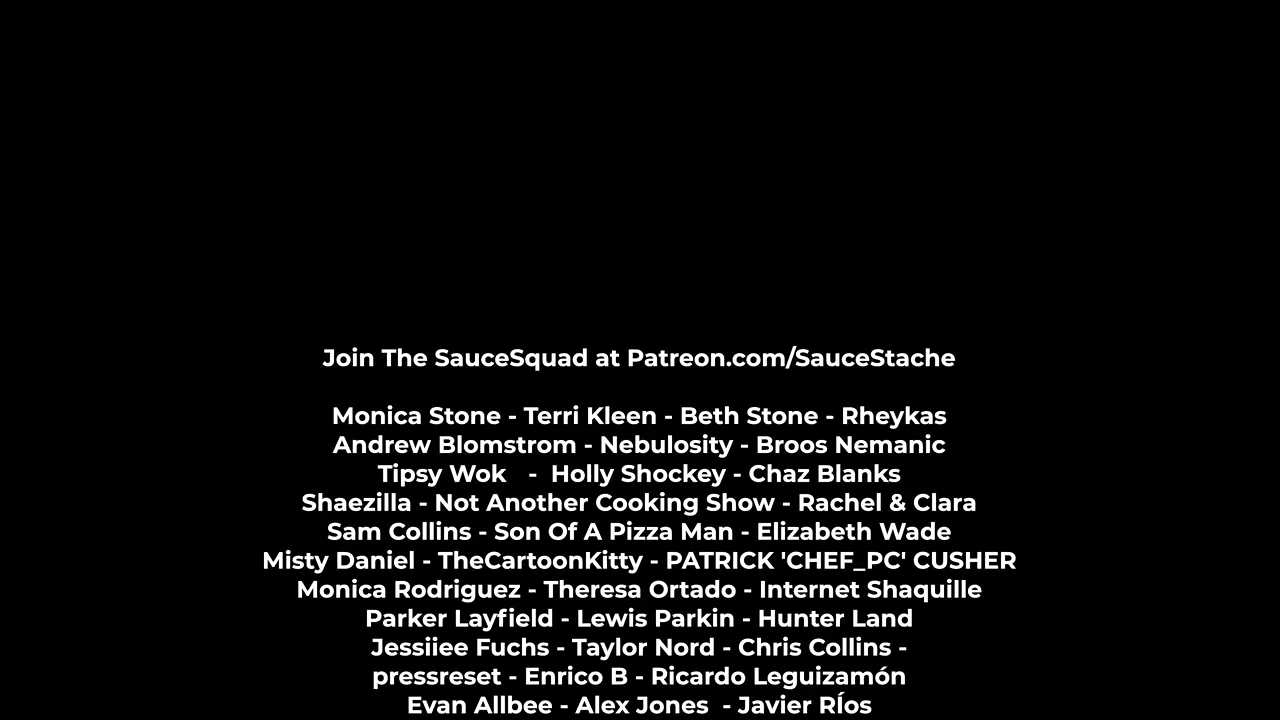 Join The SauceSquad at Patreon.com/SauceStache
Monica Stone - Terri Kleen - Beth Stone - Rheykas
Andrew Blomstrom - Nebulosity - Broos Nemanic
Tipsy Wok - Holly Shockey - Chaz Blanks
Shaezilla - Not Another Cooking Show - Rachel & Clara
Sam Collins - Son Of A Pizza Man - Elizabeth Wade
Misty Daniel - TheCartoonKitty - PATRICK 'CHEF_PC' CUSHER
Monica Rodriguez - Theresa Ortado - Internet Shaquille
Parker Layfield - Lewis Parkin - Hunter Land
Jessiiee Fuchs - Taylor Nord - Chris Collins -
pressreset - Enrico B - Ricardo Leguizamón
Evan Allbee - Alex Jones - Javier RÍos